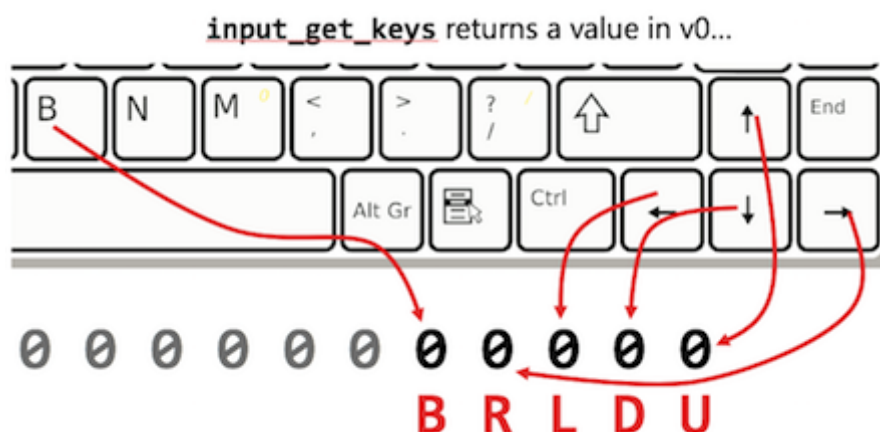 input_get_keys returns a value in v0...
B N M 0 < , > . ? / / End
Alt Gr Ctrl
0 0 0 0 0 0 0 0 0 0 0
B R L D U